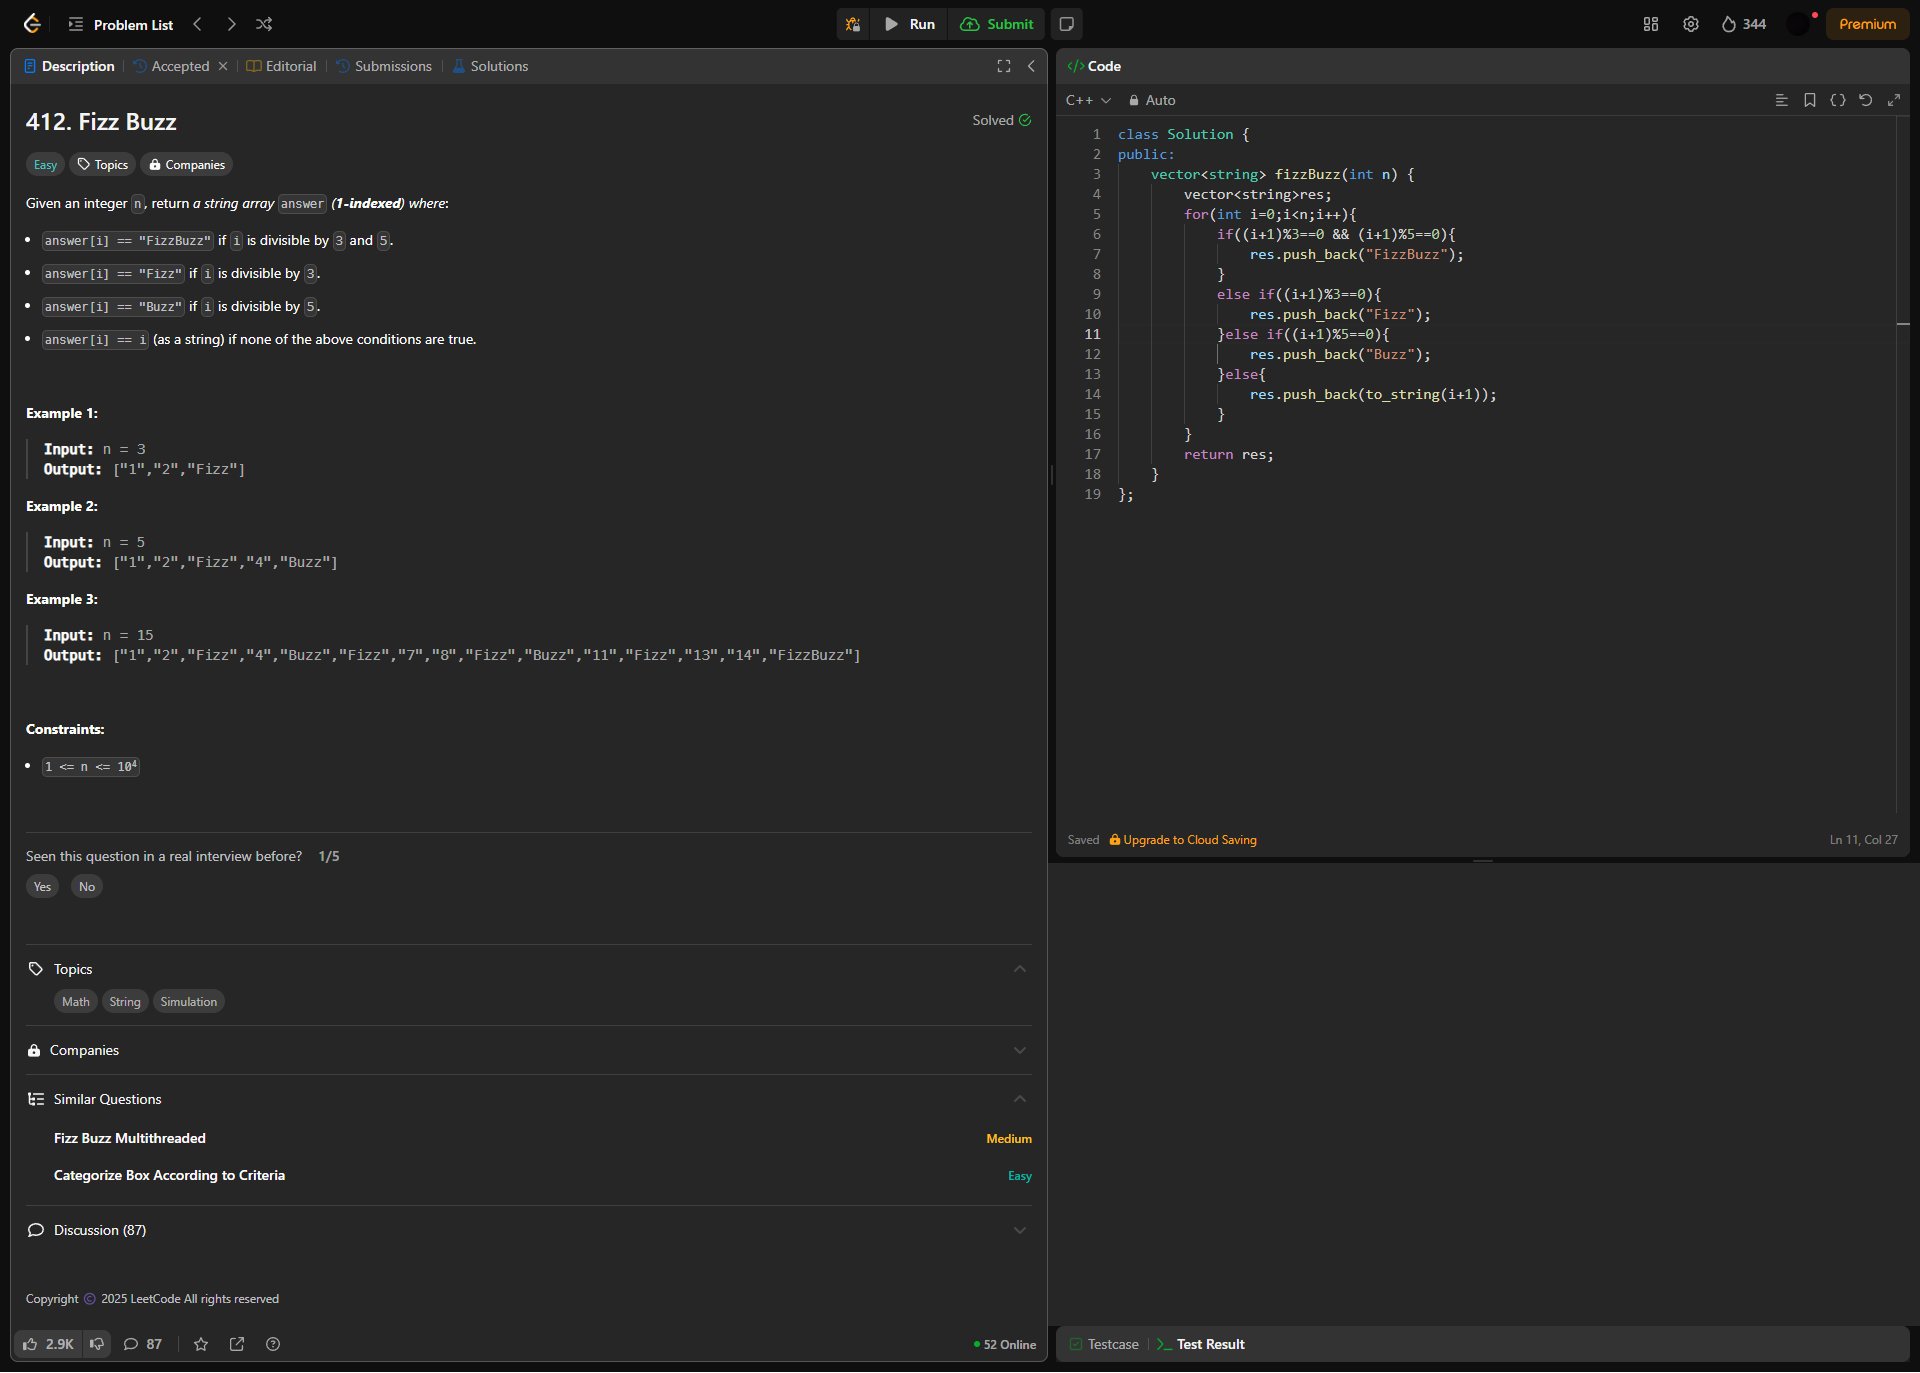 Problem List
Run
Submit
344
Premium
Description
Accepted
Editorial
Submissions
Solutions
412. Fizz Buzz
Solved
Easy
Topics
Companies
Given an integer n, return a string array answer (1-indexed) where:
• answer[i] == "FizzBuzz" if i is divisible by 3 and 5.
• answer[i] == "Fizz" if i is divisible by 3.
• answer[i] == "Buzz" if i is divisible by 5.
• answer[i] == i (as a string) if none of the above conditions are true.
Example 1:
Input: n = 3
Output: ["1","2","Fizz"]
Example 2:
Input: n = 5
Output: ["1","2","Fizz","4","Buzz"]
Example 3:
Input: n = 15
Output: ["1","2","Fizz","4","Buzz","Fizz","7","8","Fizz","Buzz","11","Fizz","13","14","FizzBuzz"]
Constraints:
• 1 <= n <= 10⁴
Seen this question in a real interview before? 1/5
Yes
No
Topics
Math
String
Simulation
Companies
Similar Questions
Fizz Buzz Multithreaded
Medium
Categorize Box According to Criteria
Easy
Discussion (87)
Copyright © 2025 LeetCode All rights reserved
2.9K
87
52 Online
</> Code
C++
Auto
1 class Solution {
2 public:
3     vector<string> fizzBuzz(int n) {
4         vector<string>res;
5         for(int i=0;i<n;i++){
6             if((i+1)%3==0 && (i+1)%5==0){
7                 res.push_back("FizzBuzz");
8             }
9             else if((i+1)%3==0){
10                 res.push_back("Fizz");
11             }else if((i+1)%5==0){
12                 res.push_back("Buzz");
13             }else{
14                 res.push_back(to_string(i+1));
15             }
16         }
17         return res;
18     }
19 };
Saved
Upgrade to Cloud Saving
Ln 11, Col 27
Testcase
Test Result